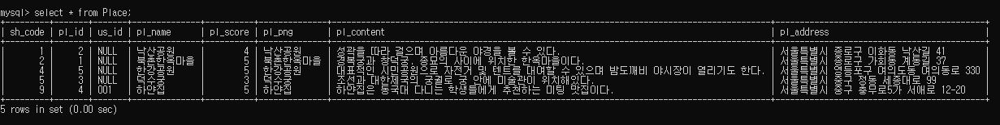 mysql> select * from Place;
| sh_code | pl_id | us_id | pl_name | pl_score | pl_png | pl_content | pl_address |
| 1 | 2 | NULL | 낙산공원 | 4 | 낙산공원 | 성곽을 따라 걸으며 아름다운 야경을 볼 수 있다. | 서울특별시 종로구 이화동 낙산길 41
| 2 | 1 | NULL | 북촌한옥마을 | 5 | 북촌한옥마을 | 경복궁과 창덕궁, 종묘의 사이에 위치한 한옥마을이다. | 서울특별시 종로구 가회동 계동길 37
| 4 | 5 | NULL | 한강공원 | 5 | 한강공원 | 대표적인 시민공원으로 자전거 및 텐트를 대여할 수 있으며 밤도깨비 야시장이 열리기도 한다. | 서울특별시 영등포구 여의도동 여의동로 330
| 5 | 3 | NULL | 덕수궁 | 3 | 덕수궁 | 조선과 대한제국의 궁궐로 궁 안에 미술관이 위치해있다. | 서울특별시 중구 정동 세종대로 99
| 9 | 4 | 001 | 하얀집 | 5 | 하얀집 | 하얀집은 동국대 다니는 학생들에게 추천하는 미팅 맛집이다. | 서울특별시 중구 충무로5가 서애로 12-20
5 rows in set (0.00 sec)